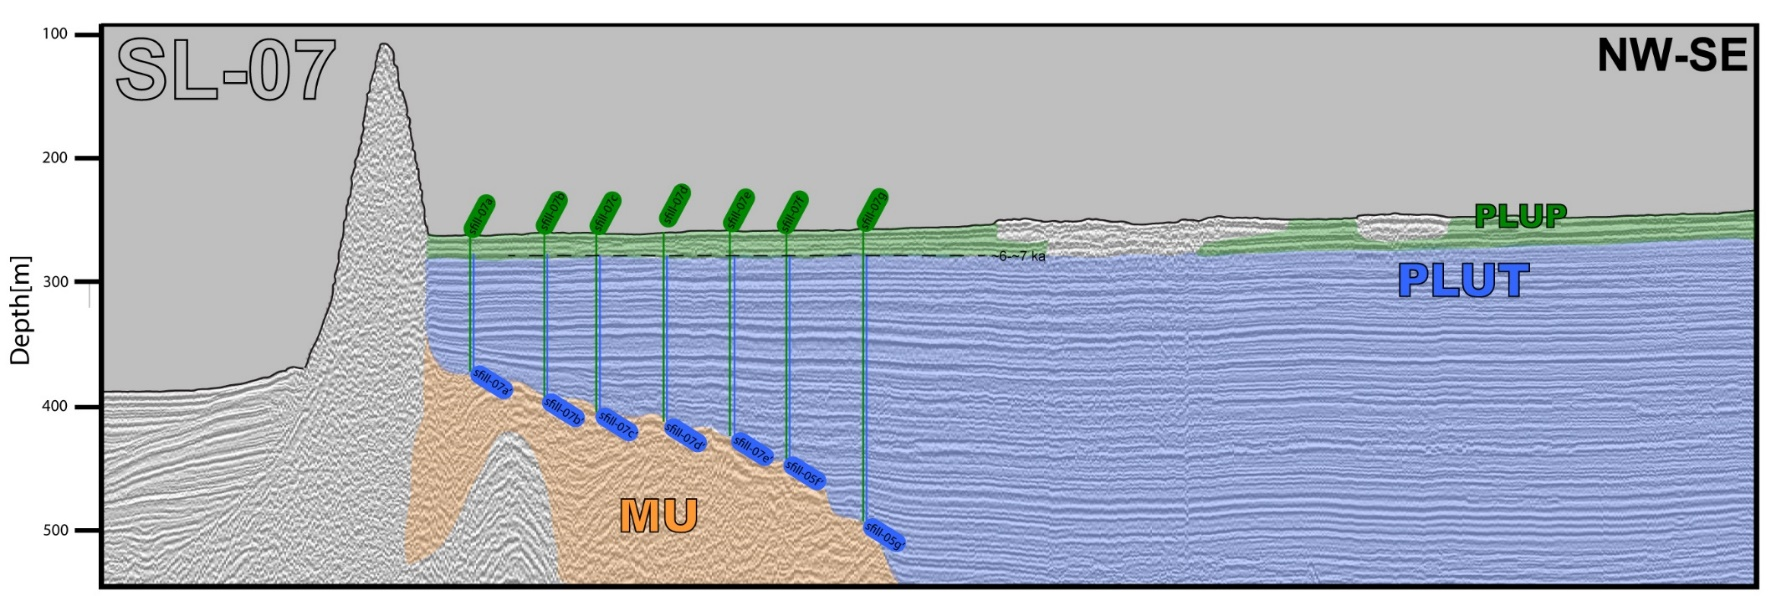 SL-07
NW-SE
Depth[m]
100
200
300
400
500
sfill-07a
sfill-07b
sfill-07c
sfill-07d
sfill-07e
sfill-07f
sfill-07g
PLUP
~6-~7 ka
PLUT
sfill-07a'
sfill-07b'
sfill-07c'
sfill-07d'
sfill-07e'
sfill-05f'
sfill-05g'
MU